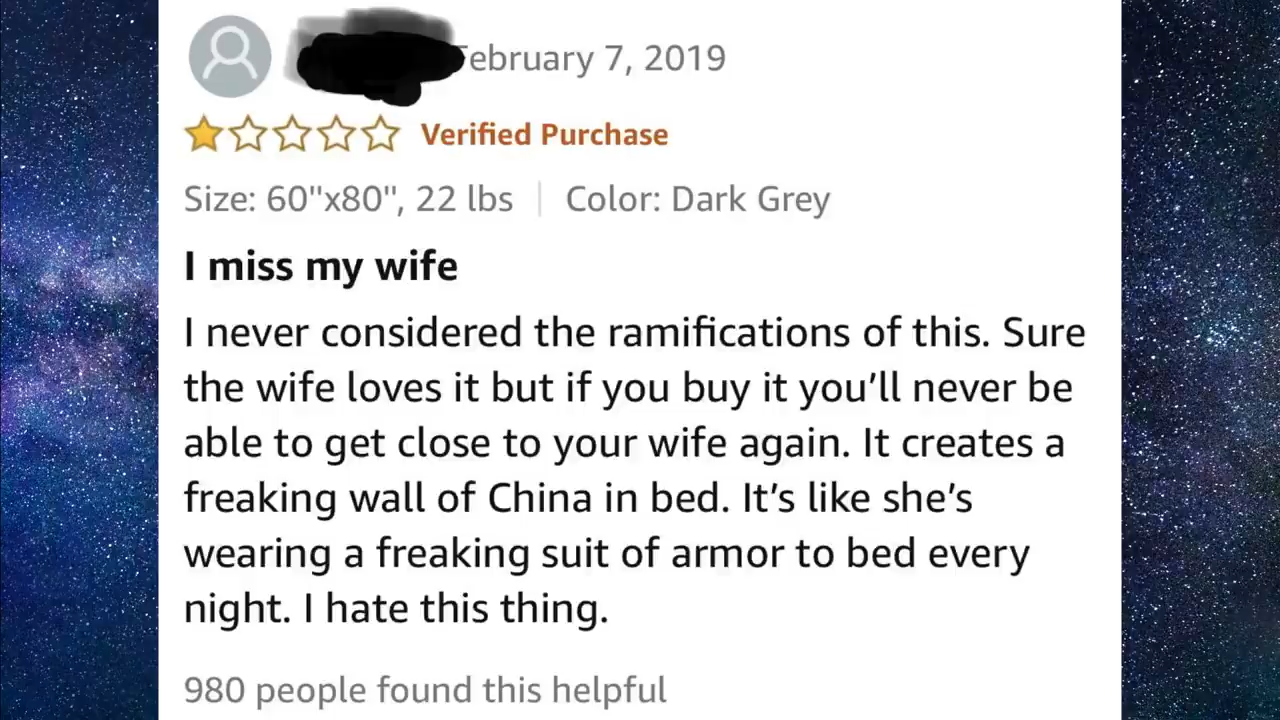 ebruary 7, 2019
Verified Purchase
Size: 60"x80", 22 lbs | Color: Dark Grey
I miss my wife
I never considered the ramifications of this. Sure
the wife loves it but if you buy it you’ll never be
able to get close to your wife again. It creates a
freaking wall of China in bed. It’s like she’s
wearing a freaking suit of armor to bed every
night. I hate this thing.
980 people found this helpful